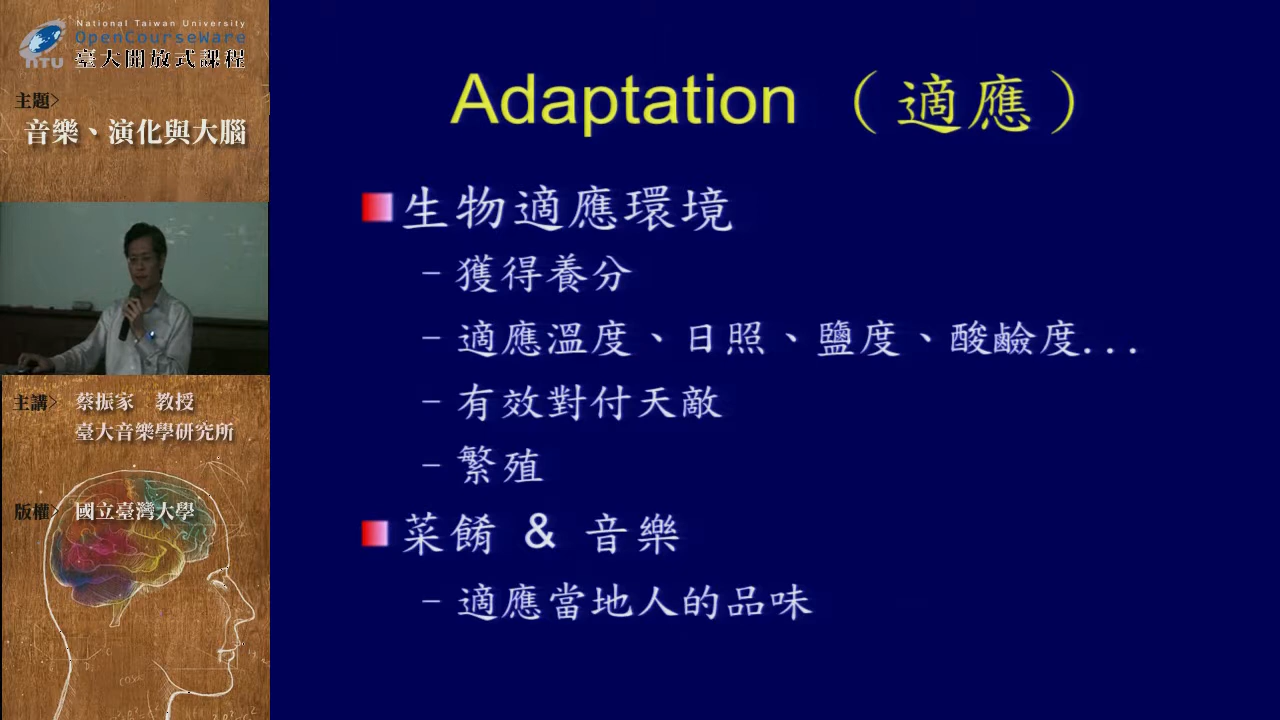 National Taiwan University
OpenCourseWare
NTU
臺大開放式課程
主題>
音樂、演化與大腦
主講> 蔡振家 教授
臺大音樂學研究所
版權> 國立臺灣大學
Adaptation （適應）
生物適應環境
– 獲得養分
– 適應溫度、日照、鹽度、酸鹼度...
– 有效對付天敵
– 繁殖
菜餚 & 音樂
– 適應當地人的品味